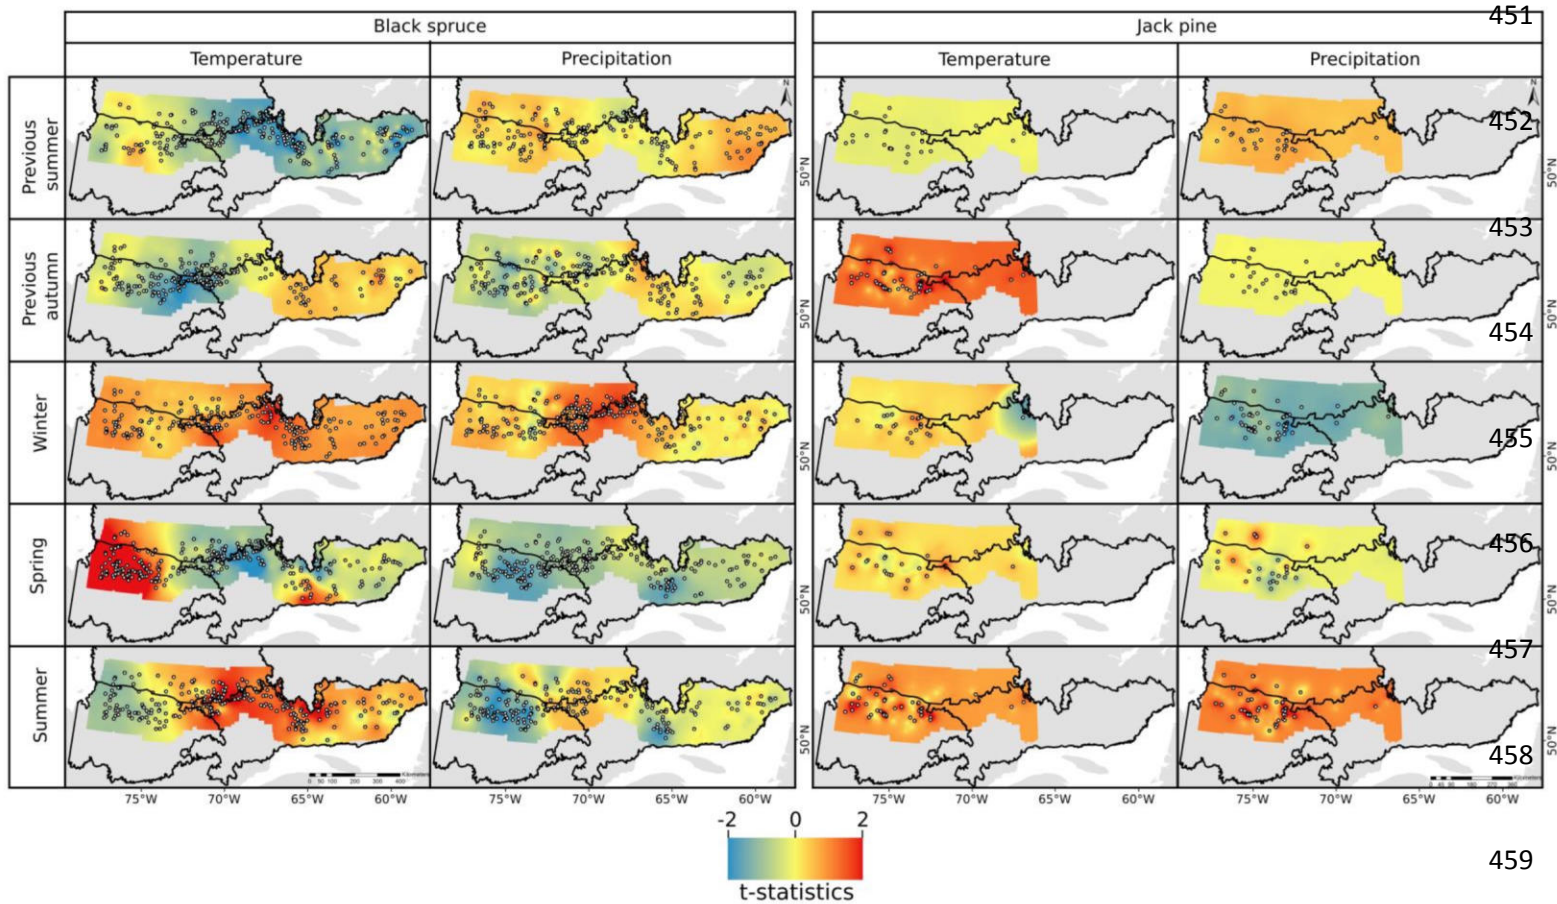 451
Black spruce
Jack pine
Temperature
Precipitation
Temperature
Precipitation
Previous
summer
N
N
452
50°N
50°N
453
Previous
autumn
50°N
50°N
454
Winter
50°N
50°N
455
Spring
50°N
50°N
456
457
Summer
50°N
50°N
458
75°W 70°W 65°W 60°W 75°W 70°W 65°W 60°W 75°W 70°W 65°W 60°W 75°W 70°W 65°W 60°W
-2 0 2
459
t-statistics